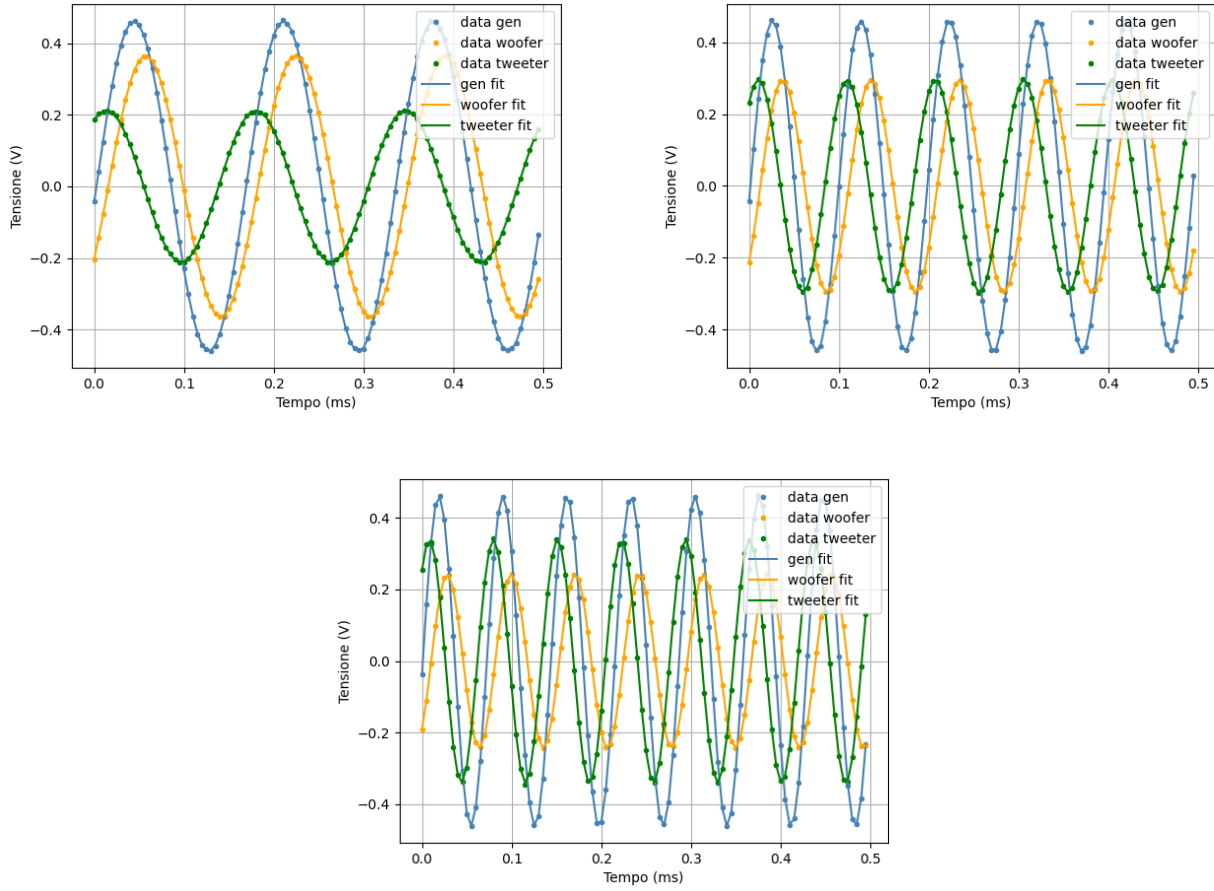 data gen
data woofer
data tweeter
gen fit
woofer fit
tweeter fit
0.4
0.2
0.0
−0.2
−0.4
Tensione (V)
0.0 0.1 0.2 0.3 0.4 0.5
Tempo (ms)
data gen
data woofer
data tweeter
gen fit
woofer fit
tweeter fit
0.4
0.2
0.0
−0.2
−0.4
Tensione (V)
0.0 0.1 0.2 0.3 0.4 0.5
Tempo (ms)
data gen
data woofer
data tweeter
gen fit
woofer fit
tweeter fit
0.4
0.2
0.0
−0.2
−0.4
Tensione (V)
0.0 0.1 0.2 0.3 0.4 0.5
Tempo (ms)